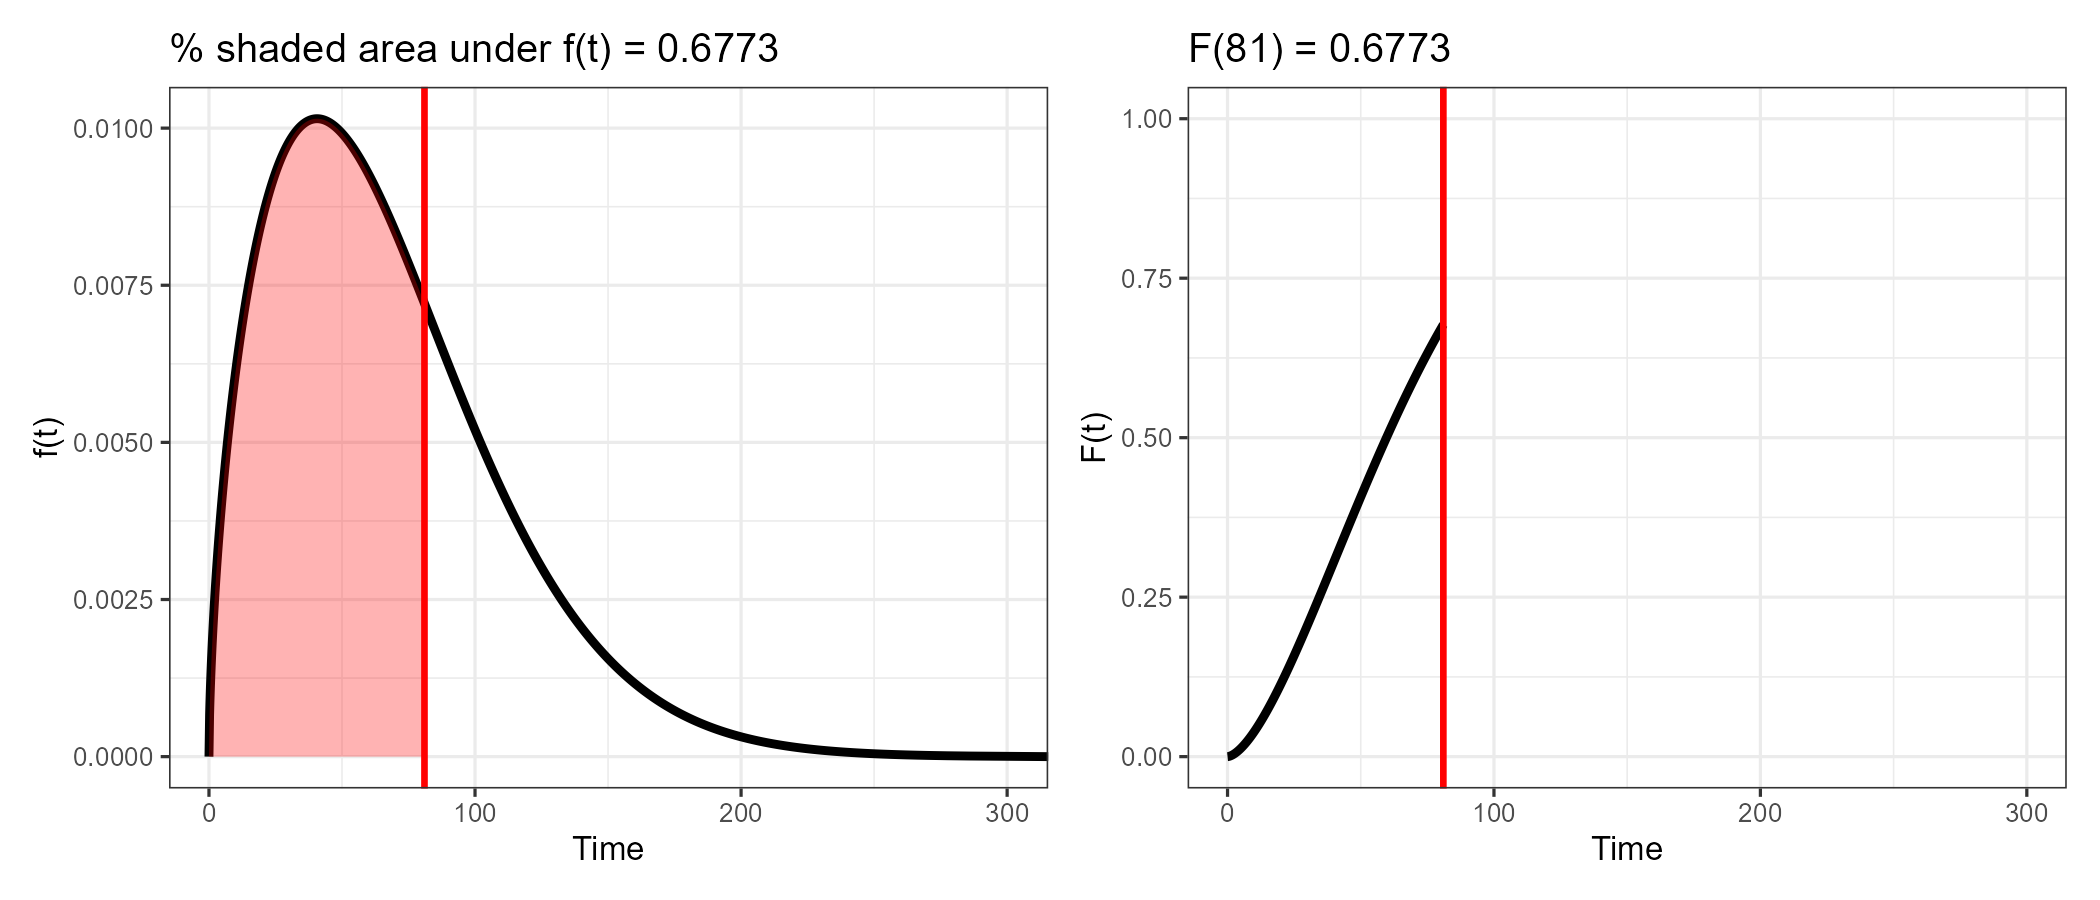 % shaded area under f(t) = 0.6773
0.0100
0.0075
0.0050
0.0025
0.0000
f(t)
0 100 200 300
Time
F(81) = 0.6773
1.00
0.75
0.50
0.25
0.00
F(t)
0 100 200 300
Time